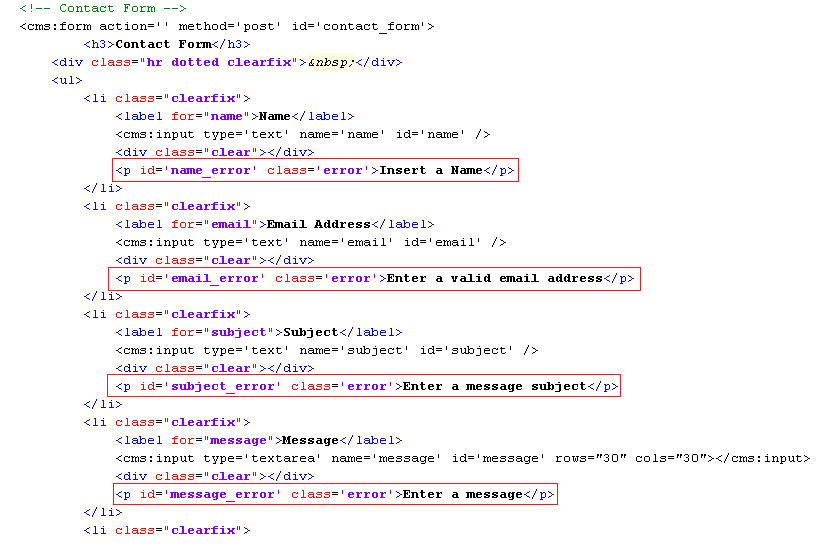 <!-- Contact Form -->
<cms:form action='' method='post' id='contact_form'>
<h3>Contact Form</h3>
<div class="hr dotted clearfix">&nbsp;</div>
<ul>
<li class="clearfix">
<label for="name">Name</label>
<cms:input type='text' name='name' id='name' />
<div class="clear"></div>
<p id='name_error' class='error'>Insert a Name</p>
</li>
<li class="clearfix">
<label for="email">Email Address</label>
<cms:input type='text' name='email' id='email' />
<div class="clear"></div>
<p id='email_error' class='error'>Enter a valid email address</p>
</li>
<li class="clearfix">
<label for="subject">Subject</label>
<cms:input type='text' name='subject' id='subject' />
<div class="clear"></div>
<p id='subject_error' class='error'>Enter a message subject</p>
</li>
<li class="clearfix">
<label for="message">Message</label>
<cms:input type='textarea' name='message' id='message' rows="30" cols="30"></cms:input>
<div class="clear"></div>
<p id='message_error' class='error'>Enter a message</p>
</li>
<li class="clearfix">